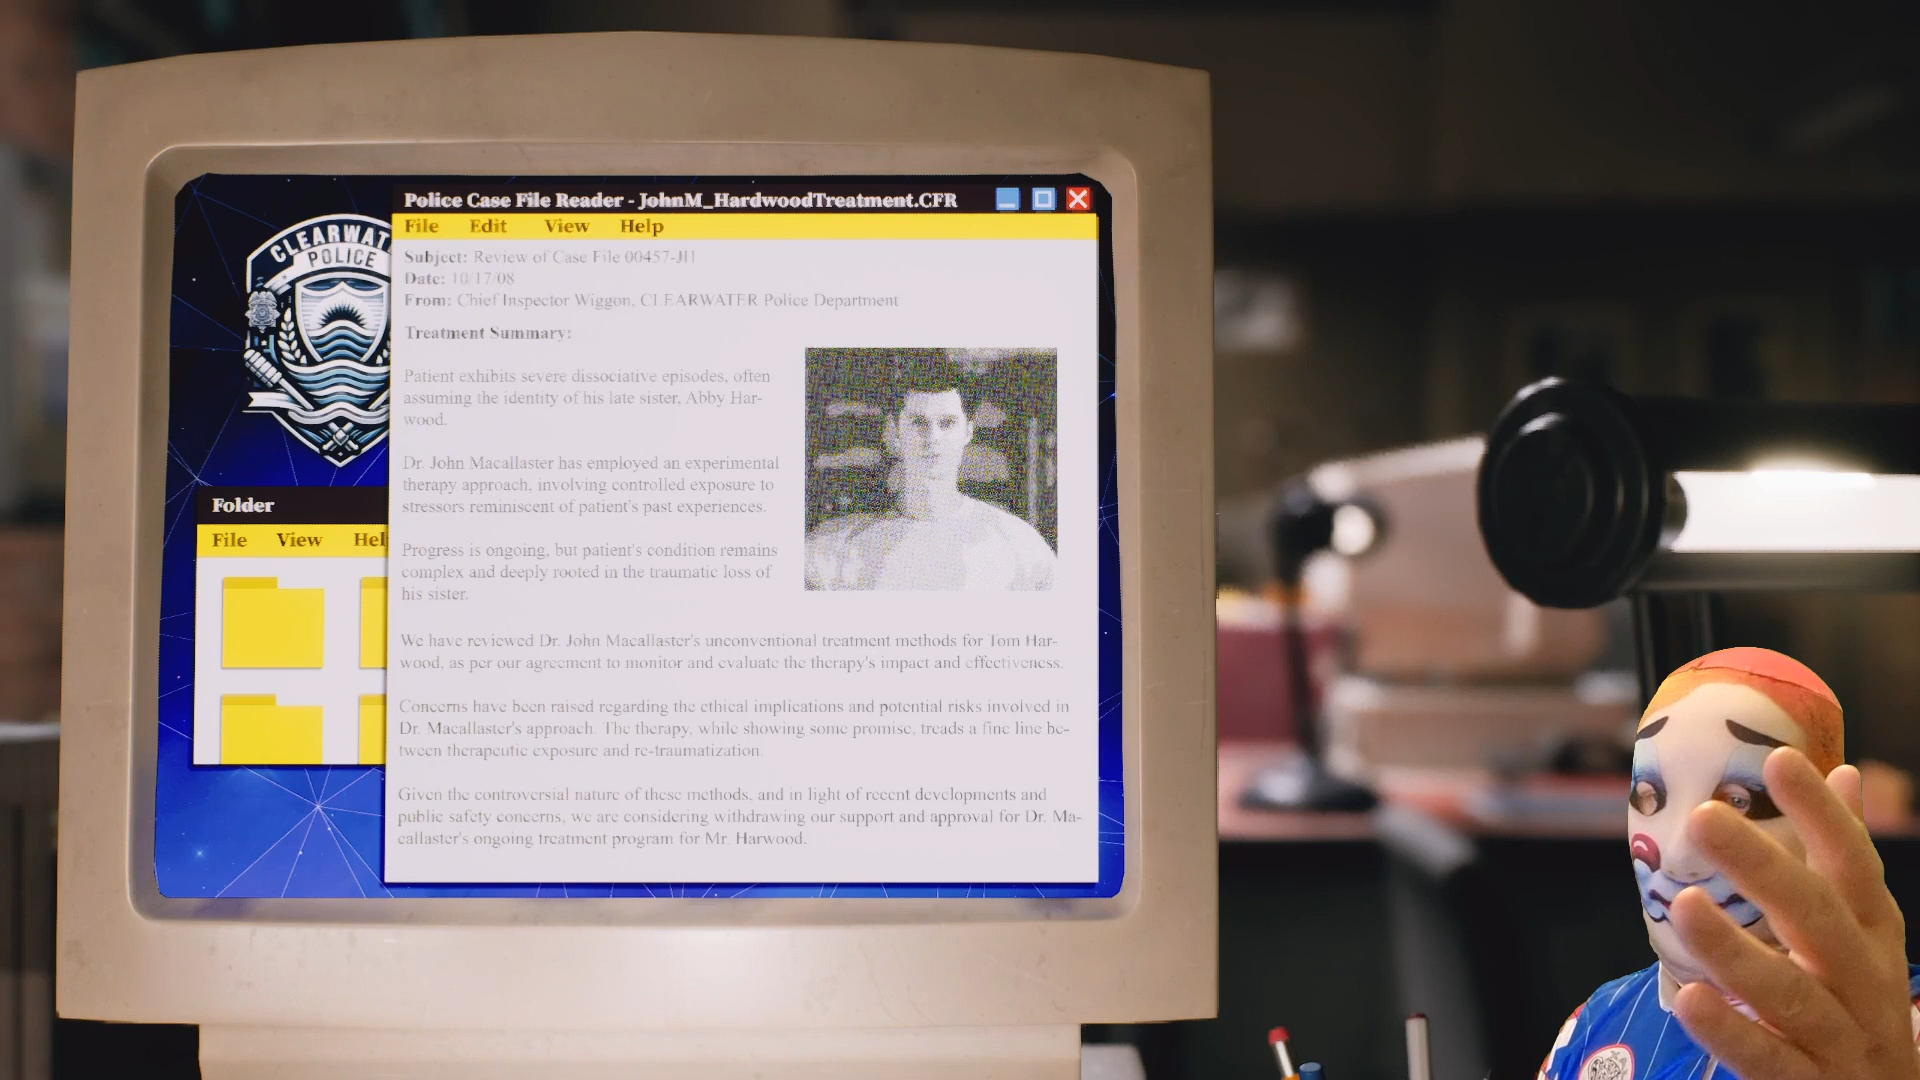 CLEARWAT
POLICE
Police Case File Reader - JohnM_HardwoodTreatment.CFR
File Edit View Help
Subject: Review of Case File 00457-JH
Date: 10/17/08
From: Chief Inspector Wiggon, CLEARWATER Police Department
Treatment Summary:
Patient exhibits severe dissociative episodes, often
assuming the identity of his late sister, Abby Har-
wood.
Dr. John Macallaster has employed an experimental
therapy approach, involving controlled exposure to
stressors reminiscent of patient's past experiences.
Progress is ongoing, but patient's condition remains
complex and deeply rooted in the traumatic loss of
his sister.
We have reviewed Dr. John Macallaster's unconventional treatment methods for Tom Har-
wood, as per our agreement to monitor and evaluate the therapy's impact and effectiveness.
Concerns have been raised regarding the ethical implications and potential risks involved in
Dr. Macallaster's approach. The therapy, while showing some promise, treads a fine line be-
tween therapeutic exposure and re-traumatization.
Given the controversial nature of these methods, and in light of recent developments and
public safety concerns, we are considering withdrawing our support and approval for Dr. Ma-
callaster's ongoing treatment program for Mr. Harwood.
Folder
File View Help